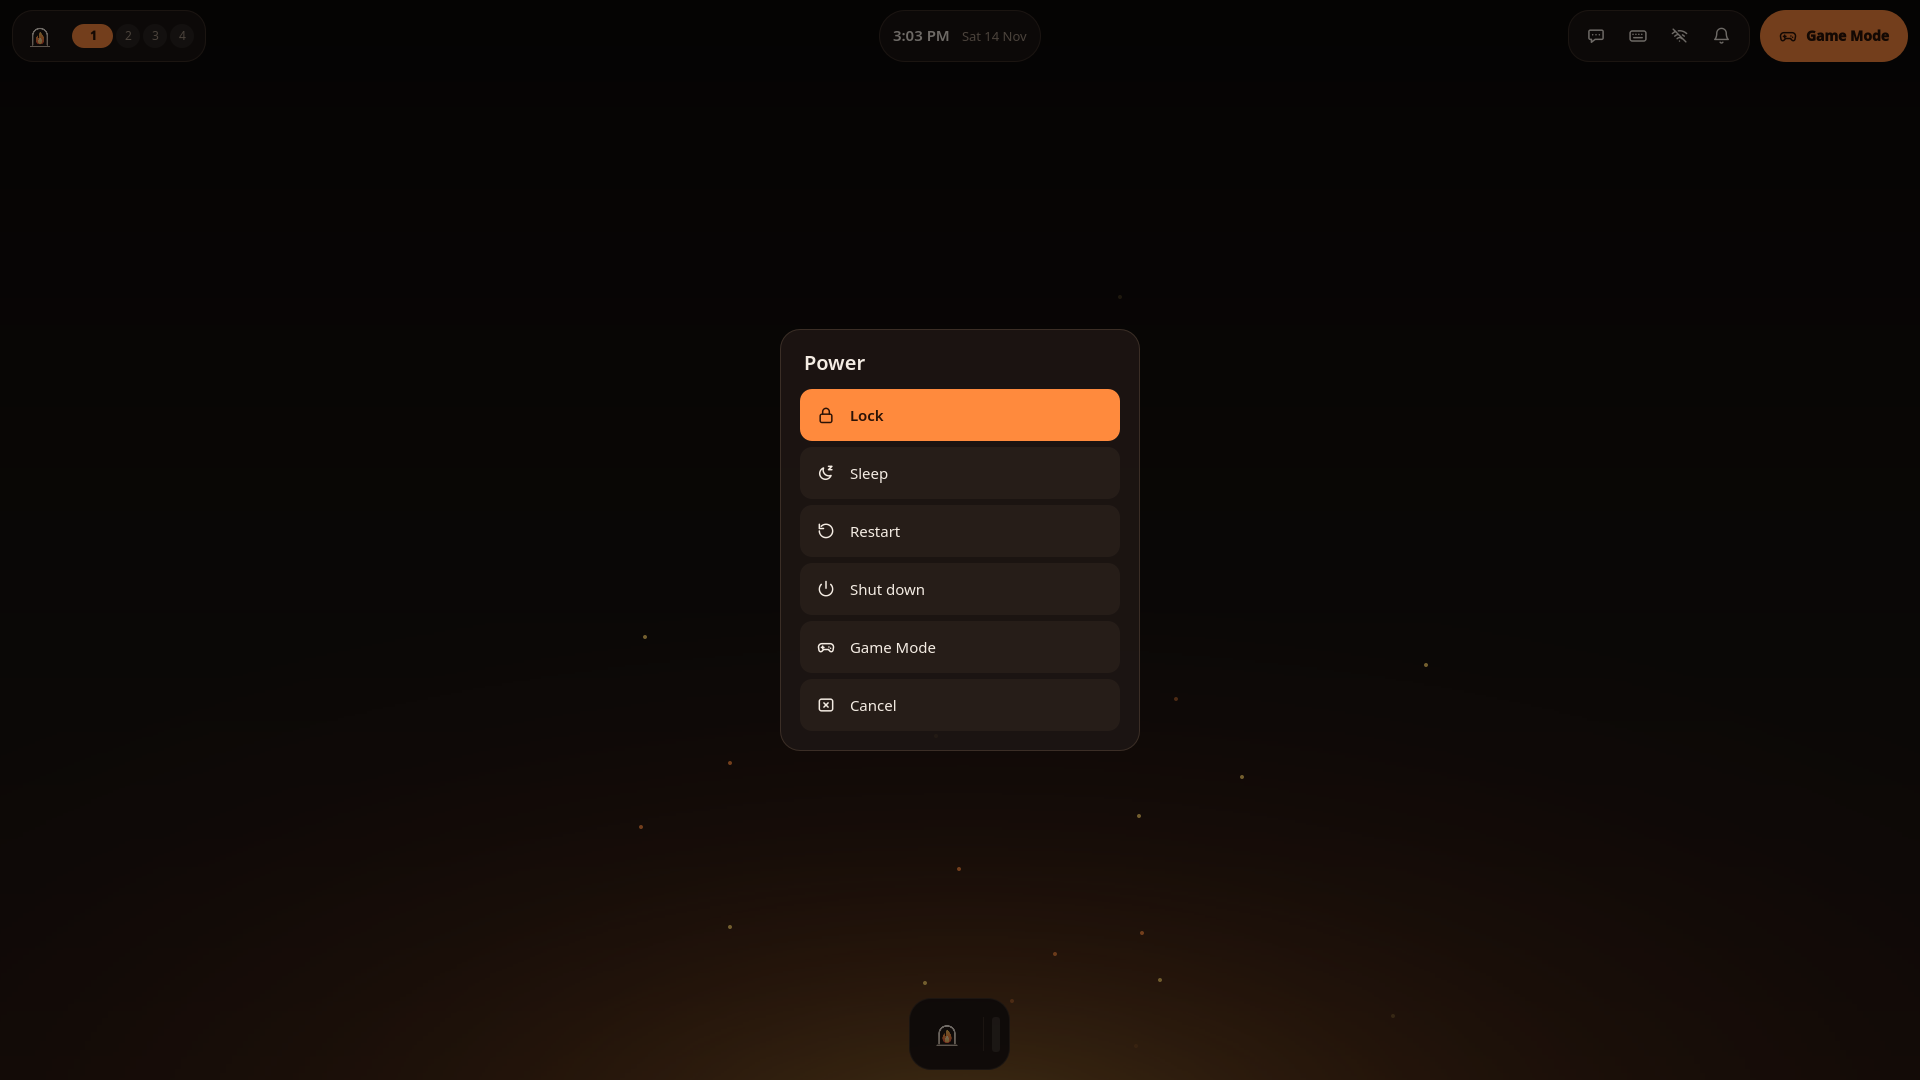 1 2 3 4
3:03 PM Sat 14 Nov
Game Mode
Power
Lock
Sleep
Restart
Shut down
Game Mode
Cancel